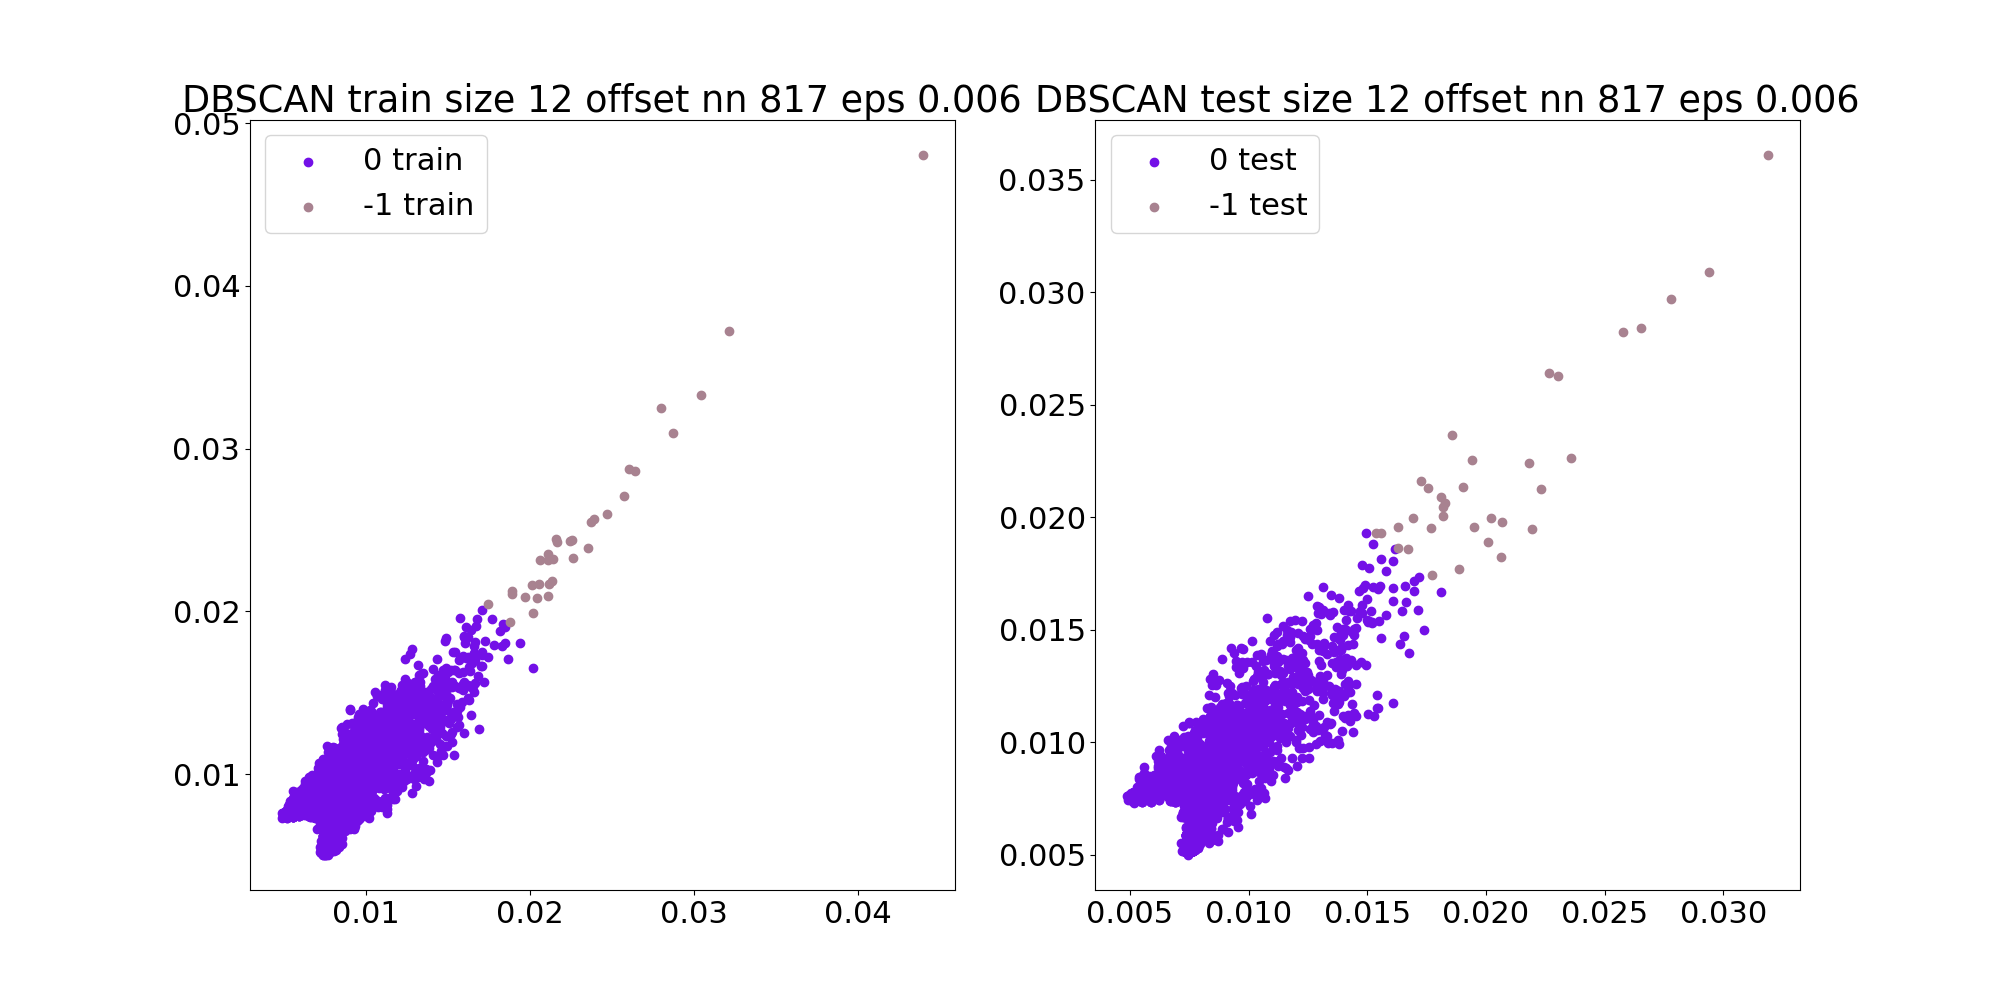 DBSCAN train size 12 offset nn 817 eps 0.006
0 train
-1 train
0.05
0.04
0.03
0.02
0.01
0.01 0.02 0.03 0.04
DBSCAN test size 12 offset nn 817 eps 0.006
0 test
-1 test
0.035
0.030
0.025
0.020
0.015
0.010
0.005
0.005 0.010 0.015 0.020 0.025 0.030